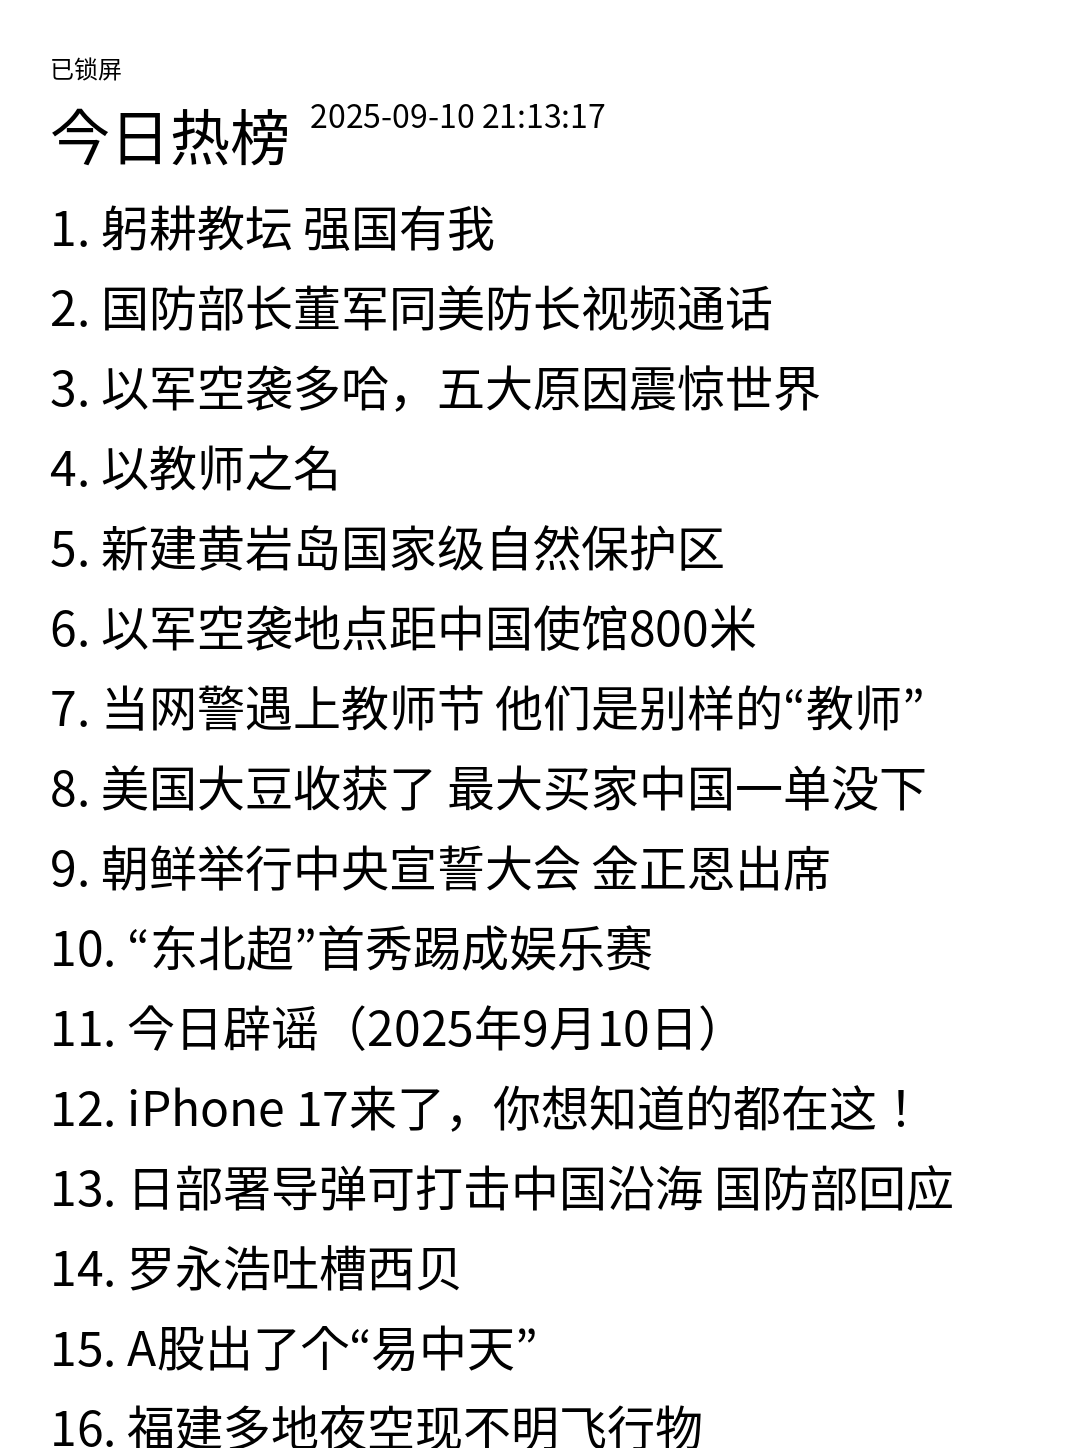 已锁屏
今日热榜 2025-09-10 21:13:17
1. 躬耕教坛 强国有我
2. 国防部长董军同美防长视频通话
3. 以军空袭多哈，五大原因震惊世界
4. 以教师之名
5. 新建黄岩岛国家级自然保护区
6. 以军空袭地点距中国使馆800米
7. 当网警遇上教师节 他们是别样的“教师”
8. 美国大豆收获了 最大买家中国一单没下
9. 朝鲜举行中央宣誓大会 金正恩出席
10. “东北超”首秀踢成娱乐赛
11. 今日辟谣（2025年9月10日）
12. iPhone 17来了，你想知道的都在这！
13. 日部署导弹可打击中国沿海 国防部回应
14. 罗永浩吐槽西贝
15. A股出了个“易中天”
16. 福建多地夜空现不明飞行物